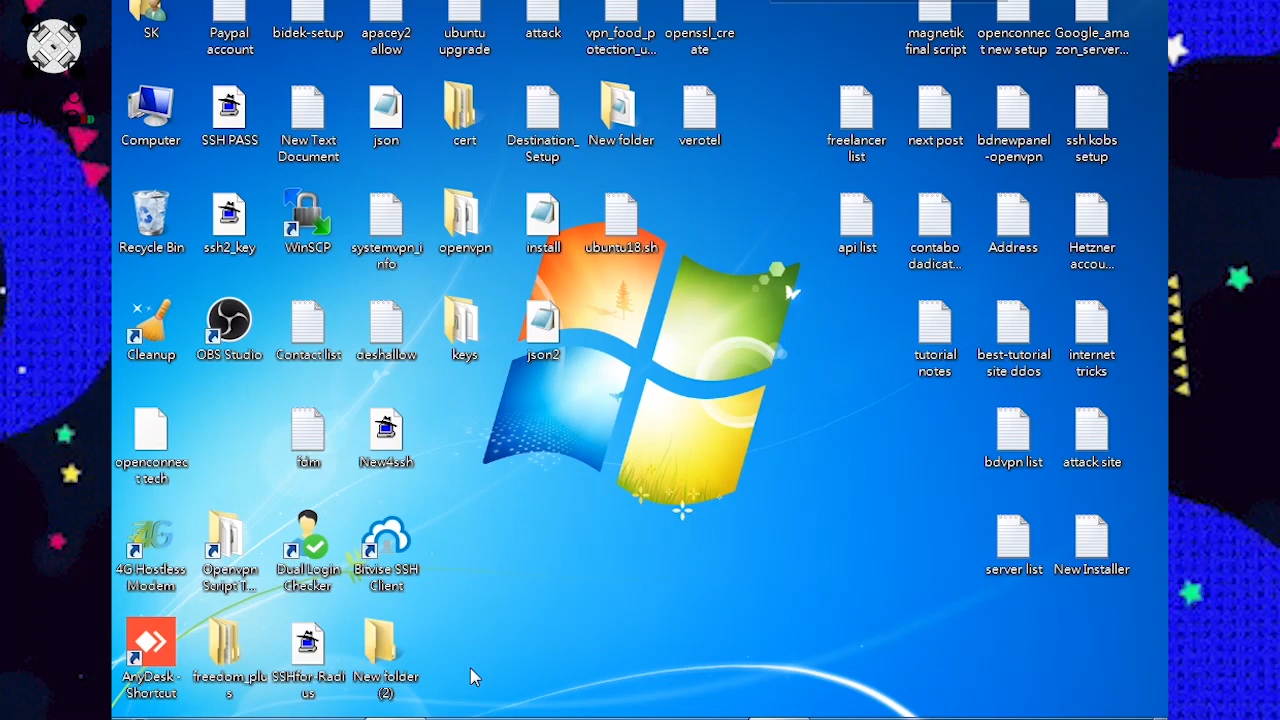 SK
Paypal
account
bidek-setup
apacey2
allow
ubuntu
upgrade
attack
vpn_food_p
otection_u...
openssl_cre
ate
magnetik
final script
openconnec
t new setup
Google_ama
zon_server...
Computer
SSH PASS
New Text
Document
json
cert
Destination_
Setup
New folder
verotel
freelancer
list
next post
bdnewpanel
-openvpn
ssh kobs
setup
Recycle Bin
ssh2_key
WinSCP
systemvpn_i
nfo
openvpn
install
ubuntu18.sh
api list
contabo
dadicat...
Address
Hetzner
accou...
Cleanup
OBS Studio
Contact list
deshallow
keys
json2
tutorial
notes
best-tutorial
site ddos
internet
tricks
openconnec
t tech
fdm
New4ssh
bdvpn list
attack site
4G Hostless
Modem
Openvpn
Script T...
Dual Login
Checker
Bitvise SSH
Client
server list
New Installer
AnyDesk -
Shortcut
freedom_plu
s
SSHfor-Radi
us
New folder
(2)